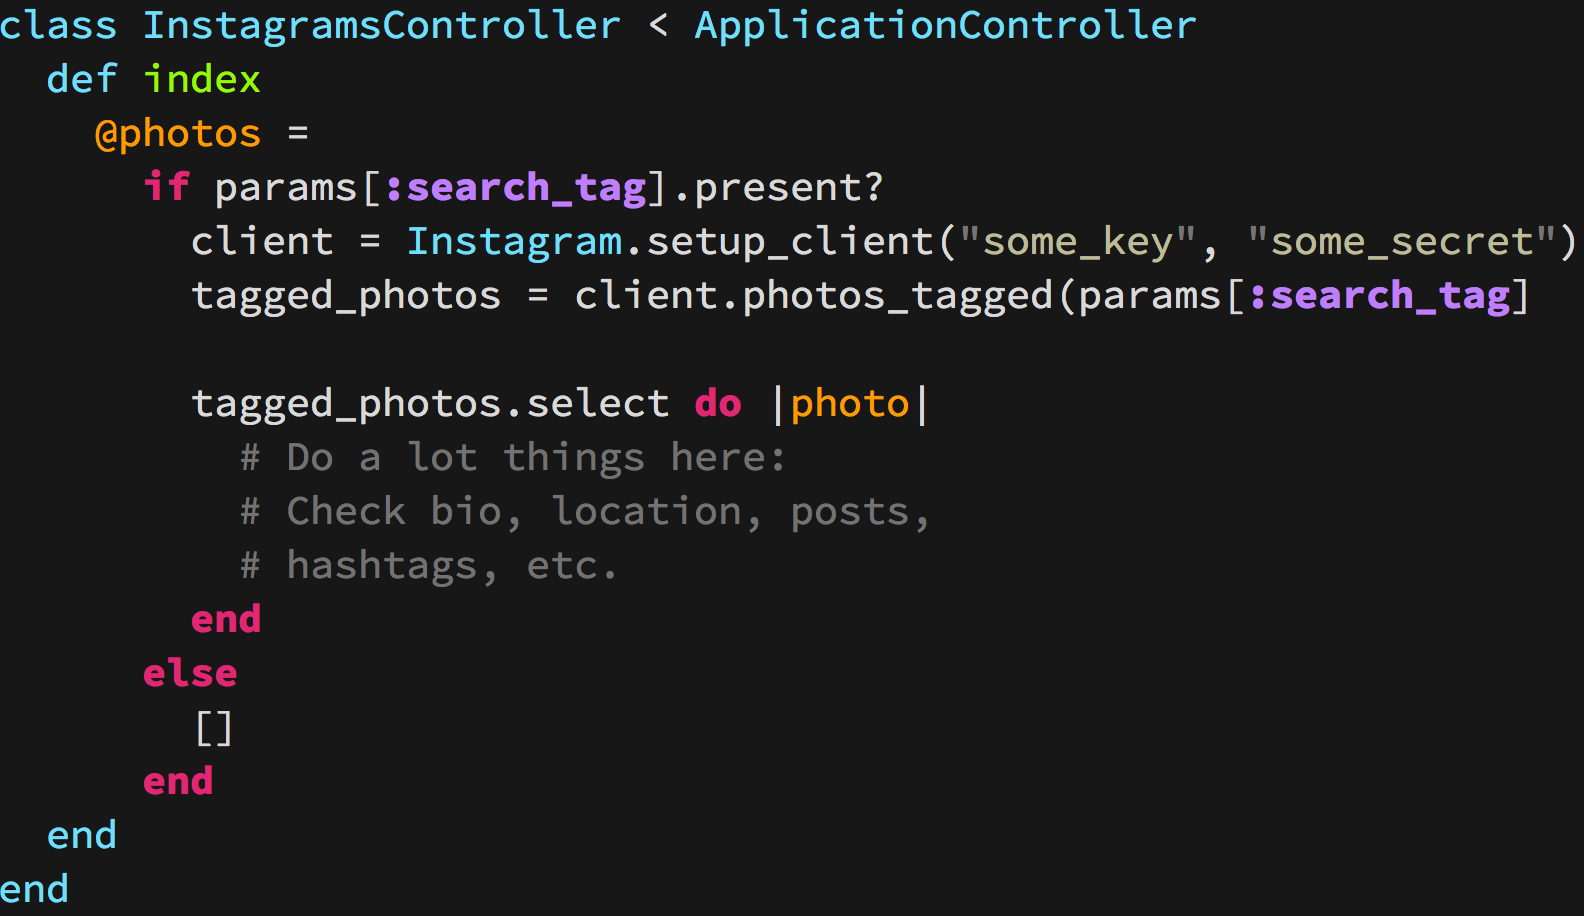 class InstagramsController < ApplicationController
  def index
    @photos =
      if params[:search_tag].present?
        client = Instagram.setup_client("some_key", "some_secret")
        tagged_photos = client.photos_tagged(params[:search_tag]

        tagged_photos.select do |photo|
          # Do a lot things here:
          # Check bio, location, posts,
          # hashtags, etc.
        end
      else
        []
      end
  end
end